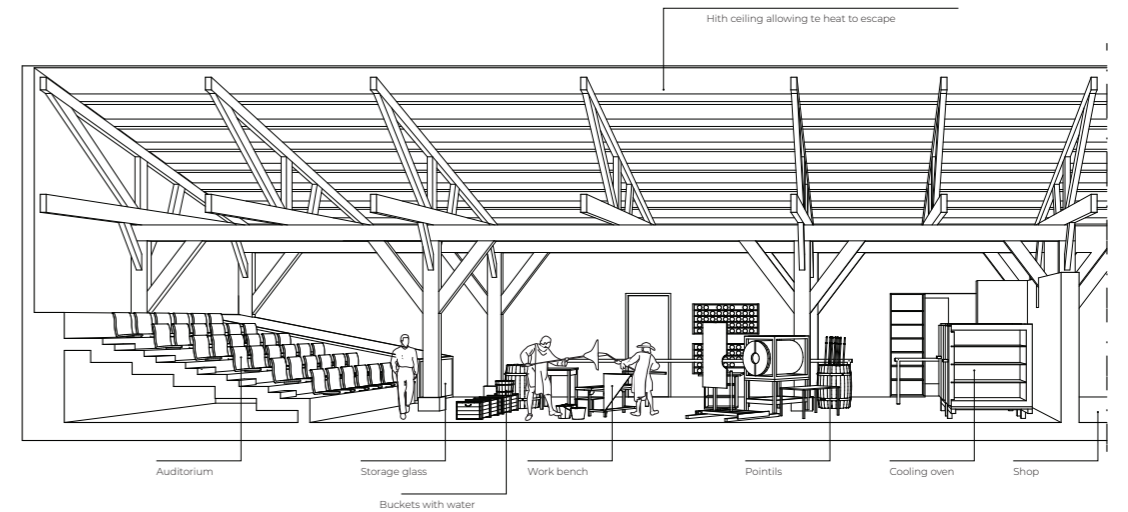 Hith ceiling allowing te heat to escape
Auditorium
Storage glass
Work bench
Pointils
Cooling oven
Shop
Buckets with water